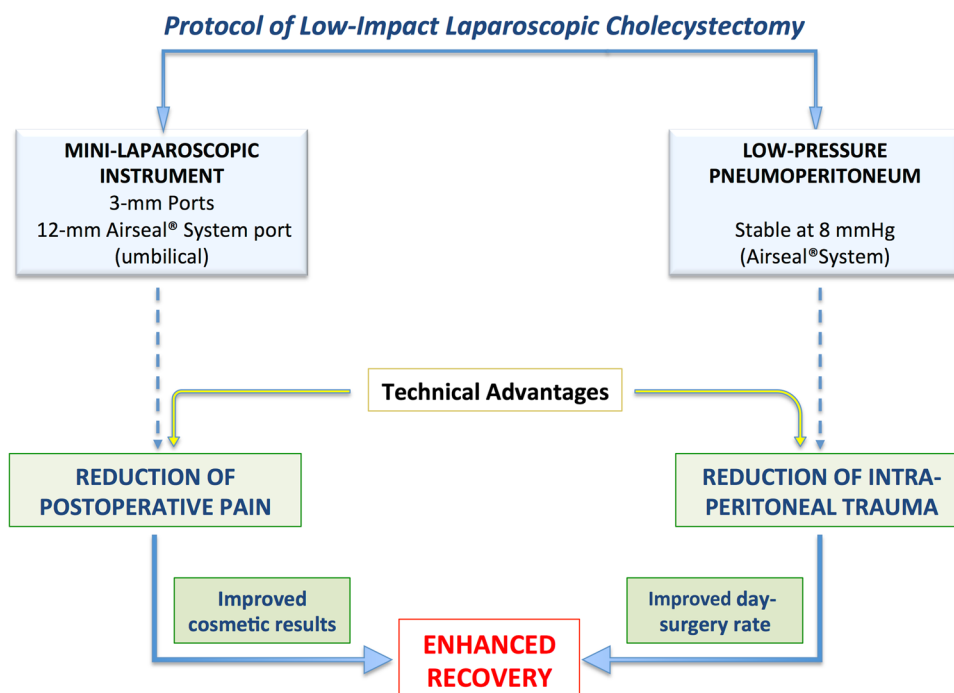 Protocol of Low-Impact Laparoscopic Cholecystectomy
MINI-LAPAROSCOPIC
INSTRUMENT
3-mm Ports
12-mm Airseal® System port
(umbilical)
LOW-PRESSURE
PNEUMOPERITONEUM
Stable at 8 mmHg
(Airseal®System)
Technical Advantages
REDUCTION OF
POSTOPERATIVE PAIN
REDUCTION OF INTRA-
PERITONEAL TRAUMA
Improved
cosmetic results
Improved day-
surgery rate
ENHANCED
RECOVERY